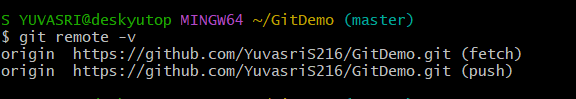 S YUVASRI@deskyutop MINGW64 ~/GitDemo (master)
$ git remote -v
origin  https://github.com/YuvasriS216/GitDemo.git (fetch)
origin  https://github.com/YuvasriS216/GitDemo.git (push)